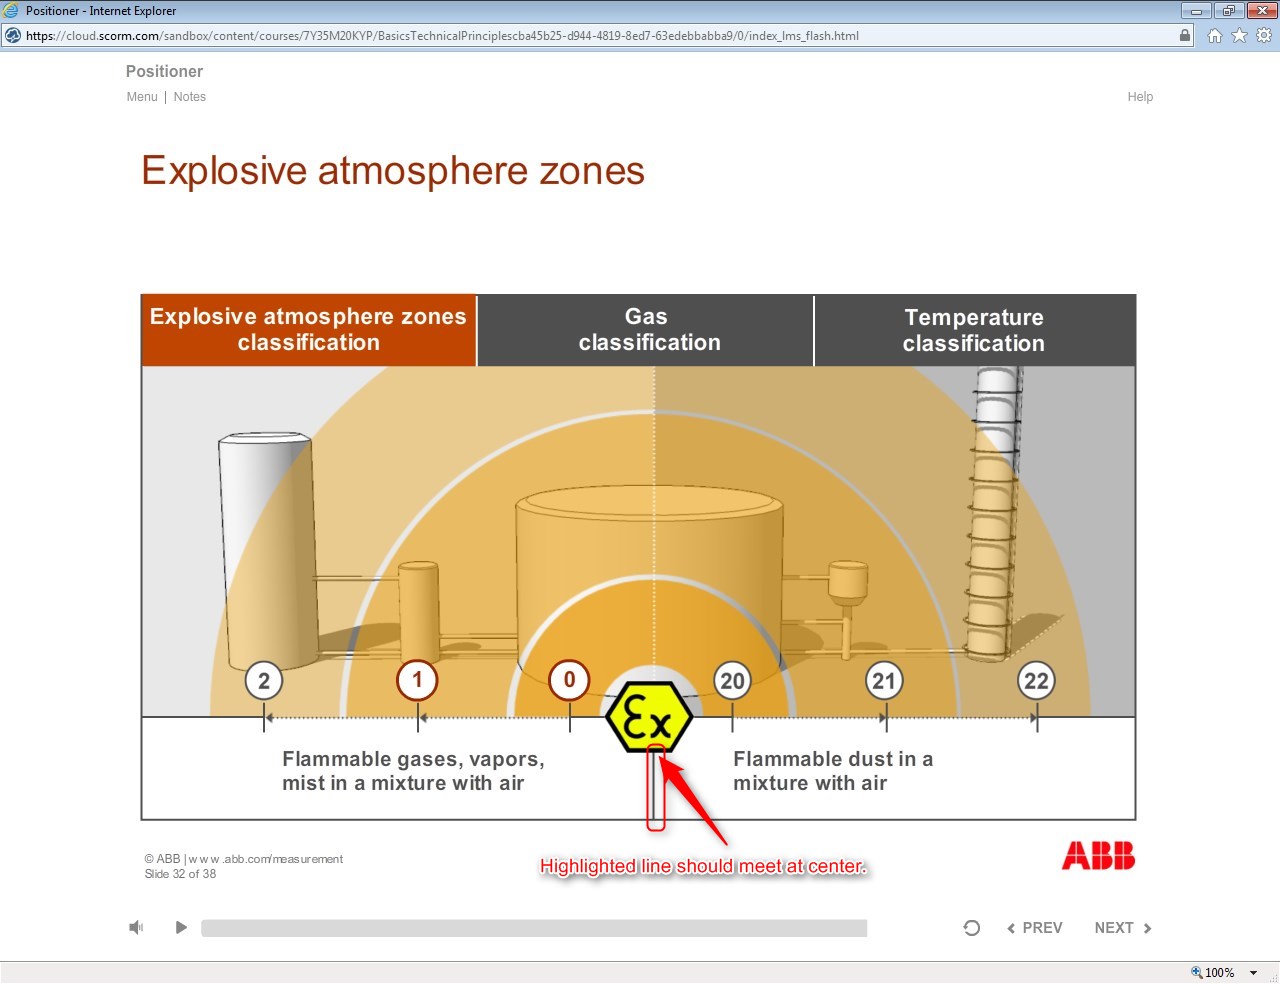 Positioner - Internet Explorer
https://cloud.scorm.com/sandbox/content/courses/7Y35M20KYP/BasicsTechnicalPrinciplescba45b25-d944-4819-8ed7-63edebbabba9/0/index_lms_flash.html
Positioner
Menu | Notes
Help
Explosive atmosphere zones
Explosive atmosphere zones
classification
Gas
classification
Temperature
classification
2
1
0
20
21
22
Ex
Flammable gases, vapors,
mist in a mixture with air
Flammable dust in a
mixture with air
Highlighted line should meet at center.
© ABB | www.abb.com/measurement
Slide 32 of 38
ABB
PREV
NEXT
100%